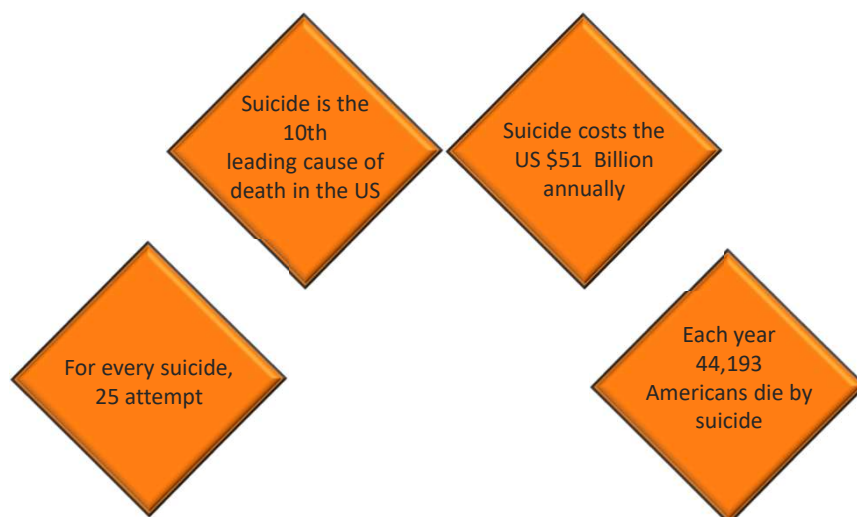 Suicide is the
10th
leading cause of
death in the US
Suicide costs the
US $51 Billion
annually
For every suicide,
25 attempt
Each year
44,193
Americans die by
suicide